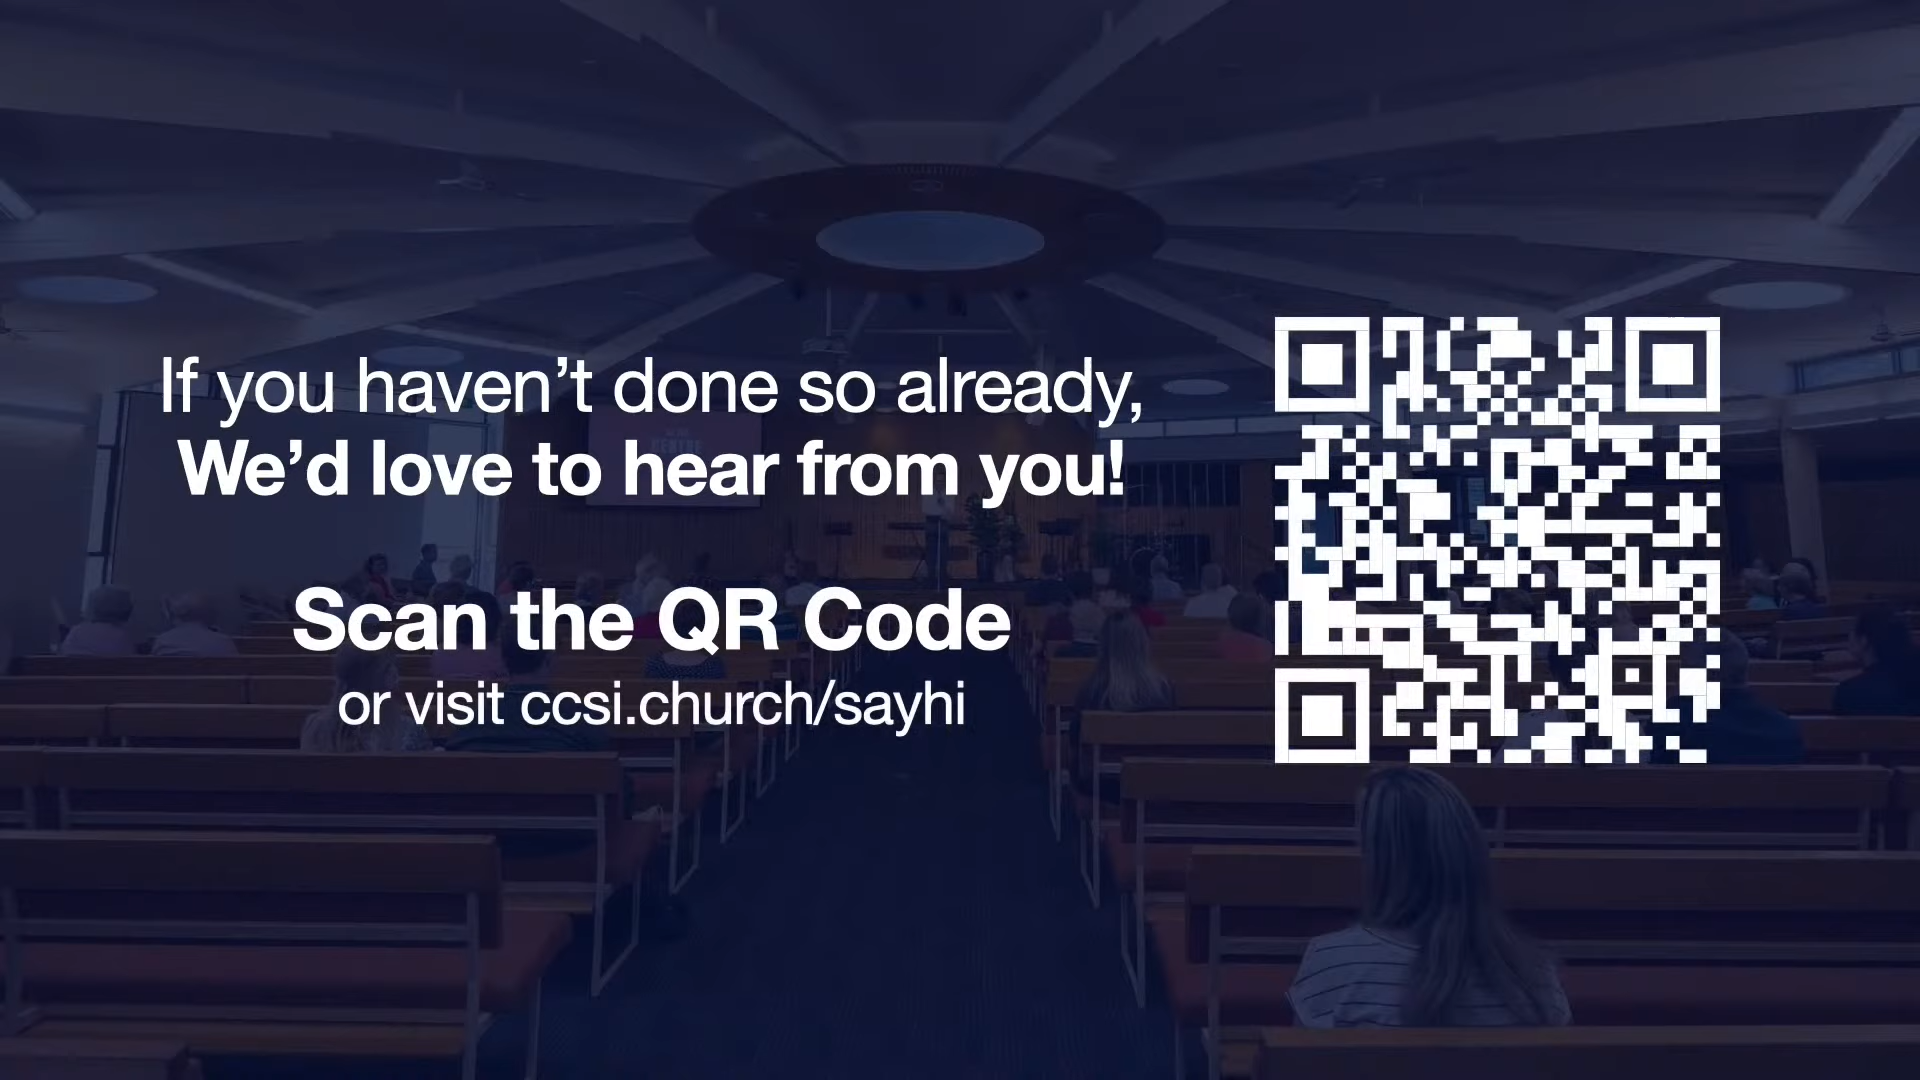 If you haven’t done so already,
We’d love to hear from you!
Scan the QR Code
or visit ccsi.church/sayhi
CENTRE